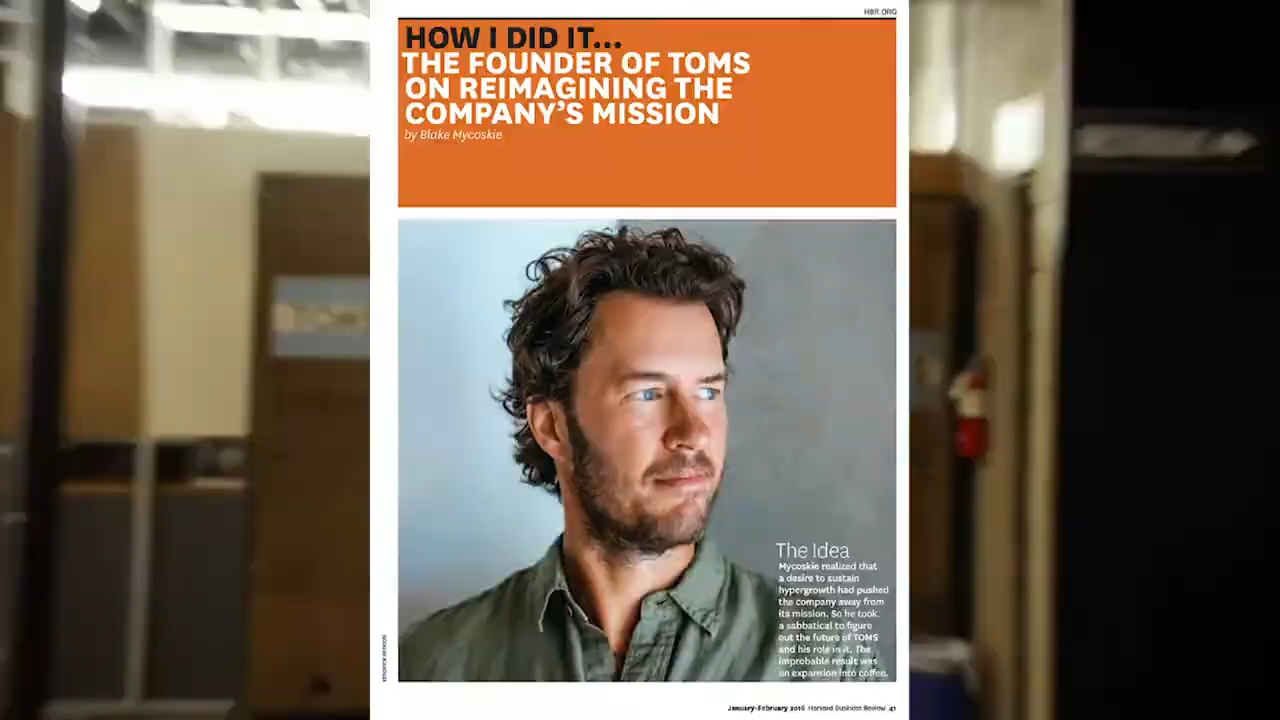 HBR.ORG
HOW I DID IT...
THE FOUNDER OF TOMS
ON REIMAGINING THE
COMPANY'S MISSION
by Blake Mycoskie
The Idea
Mycoskie realized that
a desire to sustain
hypergrowth had pushed
the company away from
its mission. So he took
a sabbatical to figure
out the future of TOMS
and his role in it. The
improbable result was
an expansion into coffee.
January–February 2016 Harvard Business Review 41